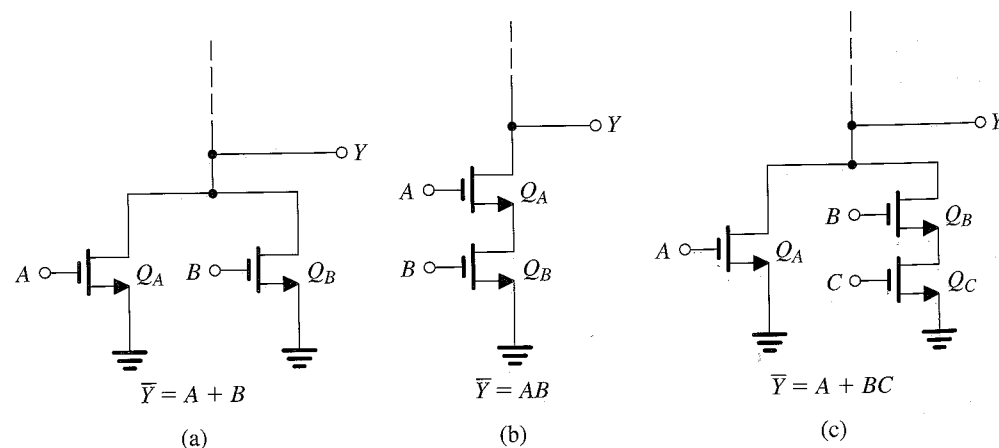 Y
A
Q_A
B
Q_B
Y̅ = A + B
(a)
Y
A
Q_A
B
Q_B
Y̅ = AB
(b)
Y
A
Q_A
B
Q_B
C
Q_C
Y̅ = A + BC
(c)